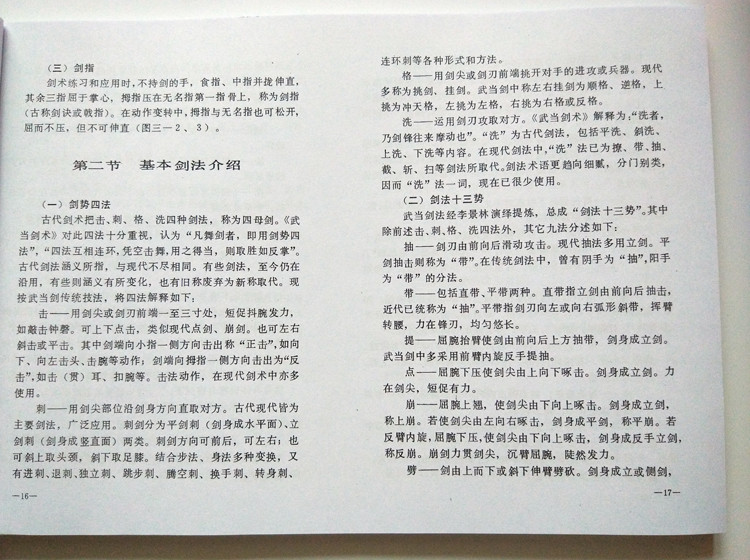 （三）剑指
剑术练习和应用时，不持剑的手，食指、中指并拢伸直，
其余三指屈于掌心，拇指压在无名指第一指骨上，称为剑指
（古称剑诀或戟指）。在动作变转中，拇指与无名指也可松开，
屈而不压，但不可伸直（图三—2、3）。
第二节 基本剑法介绍
（一）剑势四法
古代剑术把击、刺、格、洗四种剑法，称为四母剑。《武
当剑术》对此四法十分重视，认为“凡舞剑者，即用剑势四
法”，“四法互相连环，凭空击舞，用之得当，则取胜如反掌”。
古代剑法涵义所指，与现代不尽相同。有些剑法，至今仍在
沿用，有些则涵义有所变化，也有旧称废弃为新称取代。现
按武当剑传统技法，将四法解释如下：
击——用剑尖或剑刃前端一至三寸处，短促抖腕发力，
如敲击钟磬。可上下点击，类似现代点剑、崩剑。也可左右
斜击或平击。其中剑端向小指一侧方向击出称“正击”，如向
下、向左击头、击腕等动作；剑端向拇指一侧方向击出为“反
击”，如击（贯）耳、扣腕等。击法动作，在现代剑术中亦多
使用。
刺——用剑尖部位沿剑身方向直取对方。古代现代皆为
主要剑法，广泛应用。刺剑分为平剑刺（剑身成水平面）、立
剑刺（剑身成竖直面）两类。刺剑方向可前后，可左右；也
可斜上取头颈，斜下取足膝。结合步法、身法多种变换，又
有进刺、退刺、独立刺、跳步刺、腾空刺、换手刺、转身刺、
—16—
连环刺等各种形式和方法。
格——用剑尖或剑刃前端挑开对手的进攻或兵器。现代
多称为挑剑、挂剑。武当剑中称左右挂剑为顺格、逆格，上
挑为冲天格，左挑为左格，右挑为右格或反格。
洗——运用剑刃攻取对方。《武当剑术》解释为：“洗者，
乃剑锋往来摩动也”。“洗”为古代剑法，包括平洗、斜洗、
上洗、下洗等内容。在现代剑法中，“洗”法已为撩、带、抽、
截、斩、扫等剑法所取代。剑法术语更趋向细腻，分门别类，
因而“洗”法一词，现在已很少使用。
（二）剑法十三势
武当剑法经李景林演绎提炼，总成“剑法十三势”。其中
除前述击、刺、格、洗四法外，其它九法分述如下：
抽——剑刃由前向后滑动攻击。现代抽法多用立剑。平
剑抽击则称为“带”。在传统剑法中，曾有阴手为“抽”，阳手
为“带”的分法。
带——包括直带、平带两种。直带指立剑由前向后抽击，
近代已统称为“抽”。平带指剑刃向左或向右弧形斜带，挥臂
转腰，力在锋刃，均匀悠长。
提——屈腕抬臂使剑由前向后上方抽带，剑身成立剑。
武当剑中多采用前臂内旋反手提抽。
点——屈腕下压使剑尖由上向下啄击。剑身成立剑。力
在剑尖，短促有力。
崩——屈腕上翘，使剑尖由下向上啄击。剑身成立剑，
称上崩。若使剑尖由左向右啄击，剑身成平剑，称平崩。若
反臂内旋，屈腕下压，使剑尖由下向上啄击，剑身成反手立剑，
称反崩。崩剑力贯剑尖，沉臂屈腕，陡然发力。
劈——剑由上而下或斜下伸臂劈砍。剑身成立或侧剑，
—17—